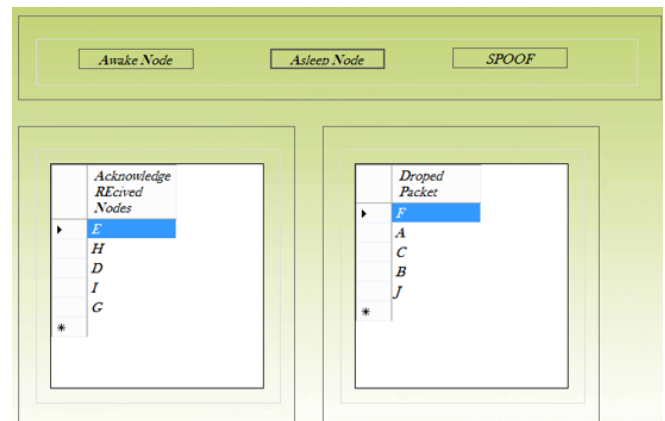 Awake Node
Asleep Node
SPOOF
Acknowledge
REcived
Nodes
E
H
D
I
G
Droped
Packet
F
A
C
B
J